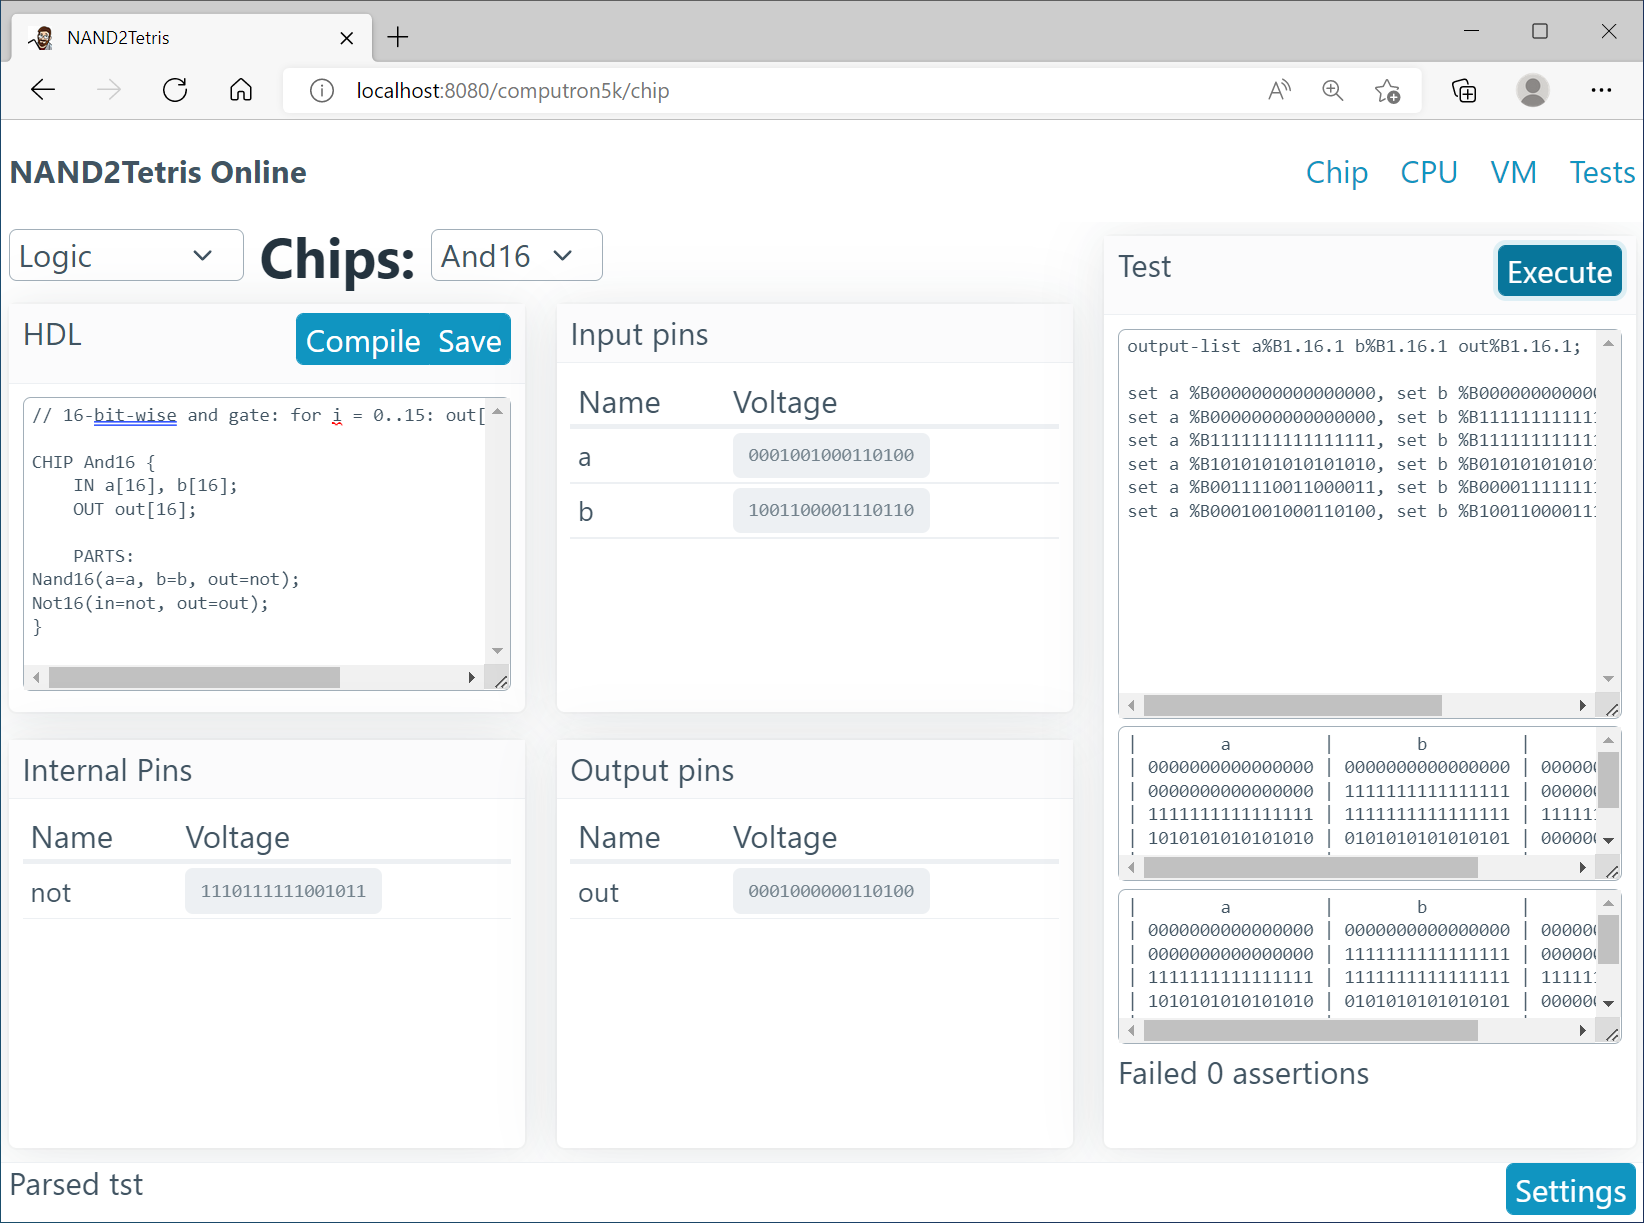 NAND2Tetris
localhost:8080/computron5k/chip
NAND2Tetris Online
Chip CPU VM Tests
Logic Chips: And16
HDL
Compile Save
// 16-bit-wise and gate: for i = 0..15: out[
CHIP And16 {
IN a[16], b[16];
OUT out[16];
PARTS:
Nand16(a=a, b=b, out=not);
Not16(in=not, out=out);
}
Input pins
Name Voltage
a 0001001000110100
b 1001100001110110
Internal Pins
Name Voltage
not 1110111111001011
Output pins
Name Voltage
out 0001000000110100
Test
Execute
output-list a%B1.16.1 b%B1.16.1 out%B1.16.1;
set a %B0000000000000000, set b %B000000000000
set a %B0000000000000000, set b %B111111111111
set a %B1111111111111111, set b %B111111111111
set a %B1010101010101010, set b %B010101010101
set a %B0011110011000011, set b %B000011111111
set a %B0001001000110100, set b %B100110000111
| a | b |
| 0000000000000000 | 0000000000000000 | 00000
| 0000000000000000 | 1111111111111111 | 00000
| 1111111111111111 | 1111111111111111 | 11111
| 1010101010101010 | 0101010101010101 | 00000
| a | b |
| 0000000000000000 | 0000000000000000 | 00000
| 0000000000000000 | 1111111111111111 | 00000
| 1111111111111111 | 1111111111111111 | 11111
| 1010101010101010 | 0101010101010101 | 00000
Failed 0 assertions
Parsed tst
Settings